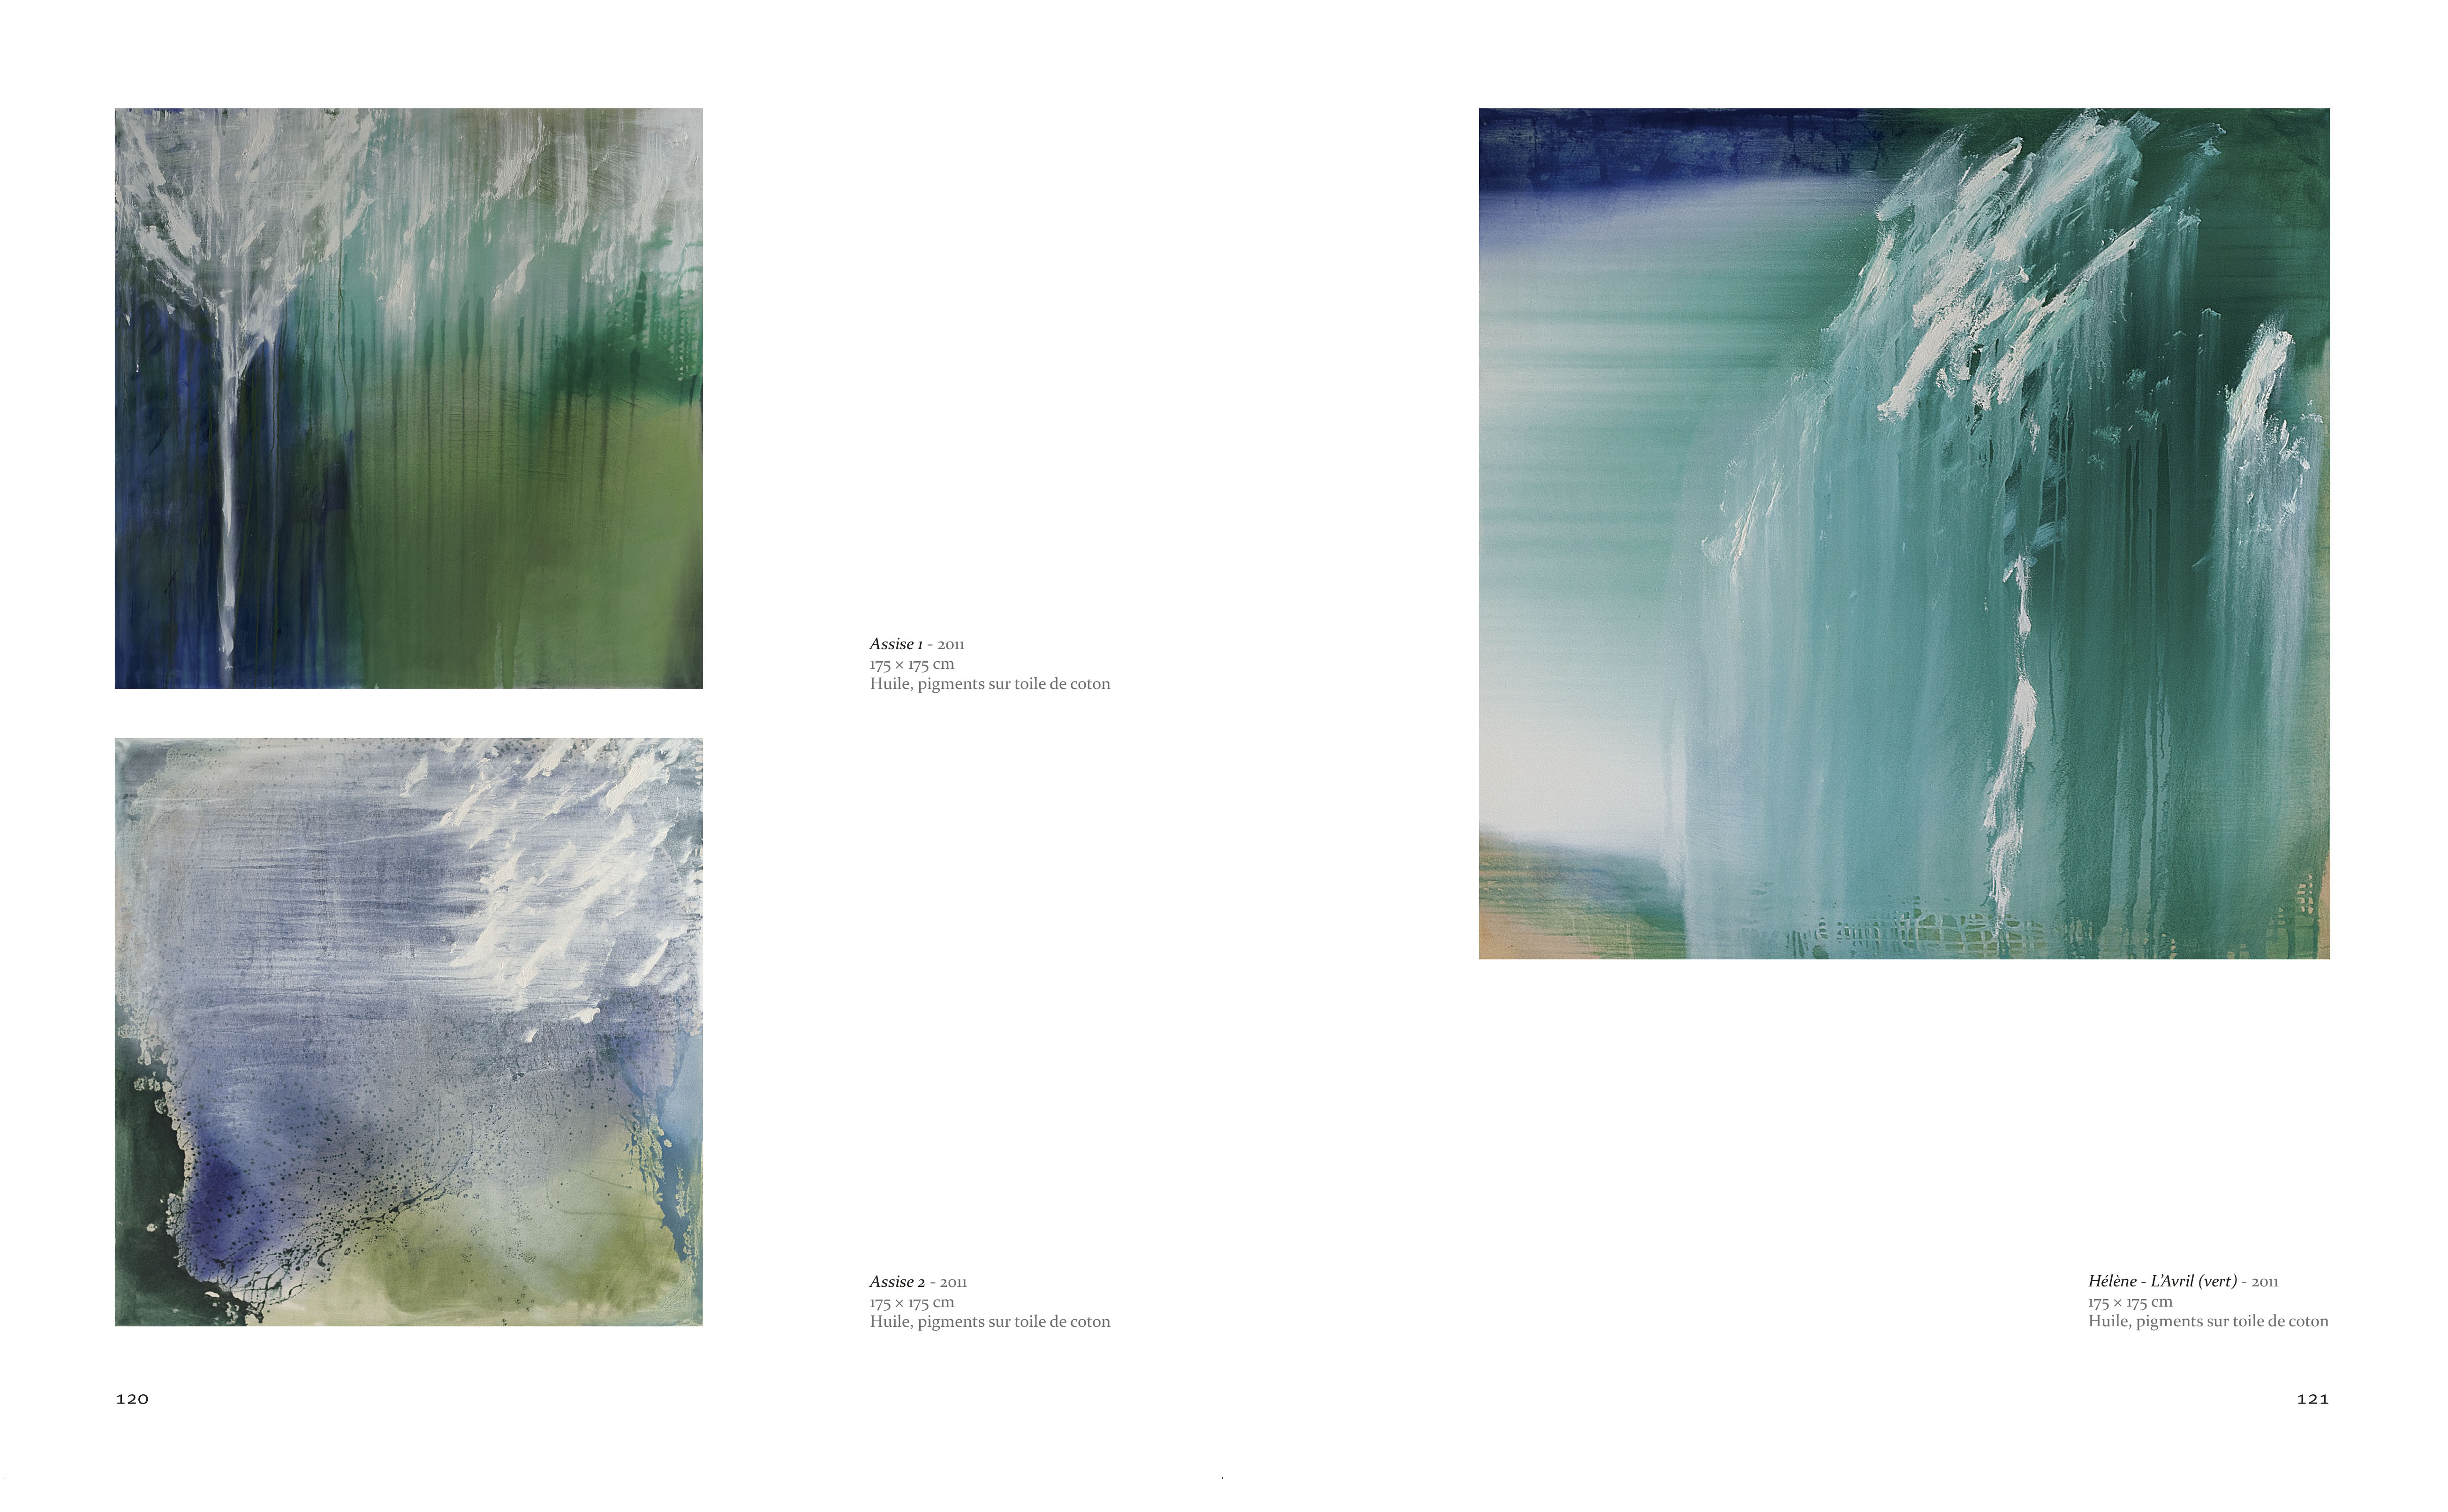 Assise 1 - 2011
175 × 175 cm
Huile, pigments sur toile de coton
Assise 2 - 2011
175 × 175 cm
Huile, pigments sur toile de coton
120
Hélène - L’Avril (vert) - 2011
175 × 175 cm
Huile, pigments sur toile de coton
121